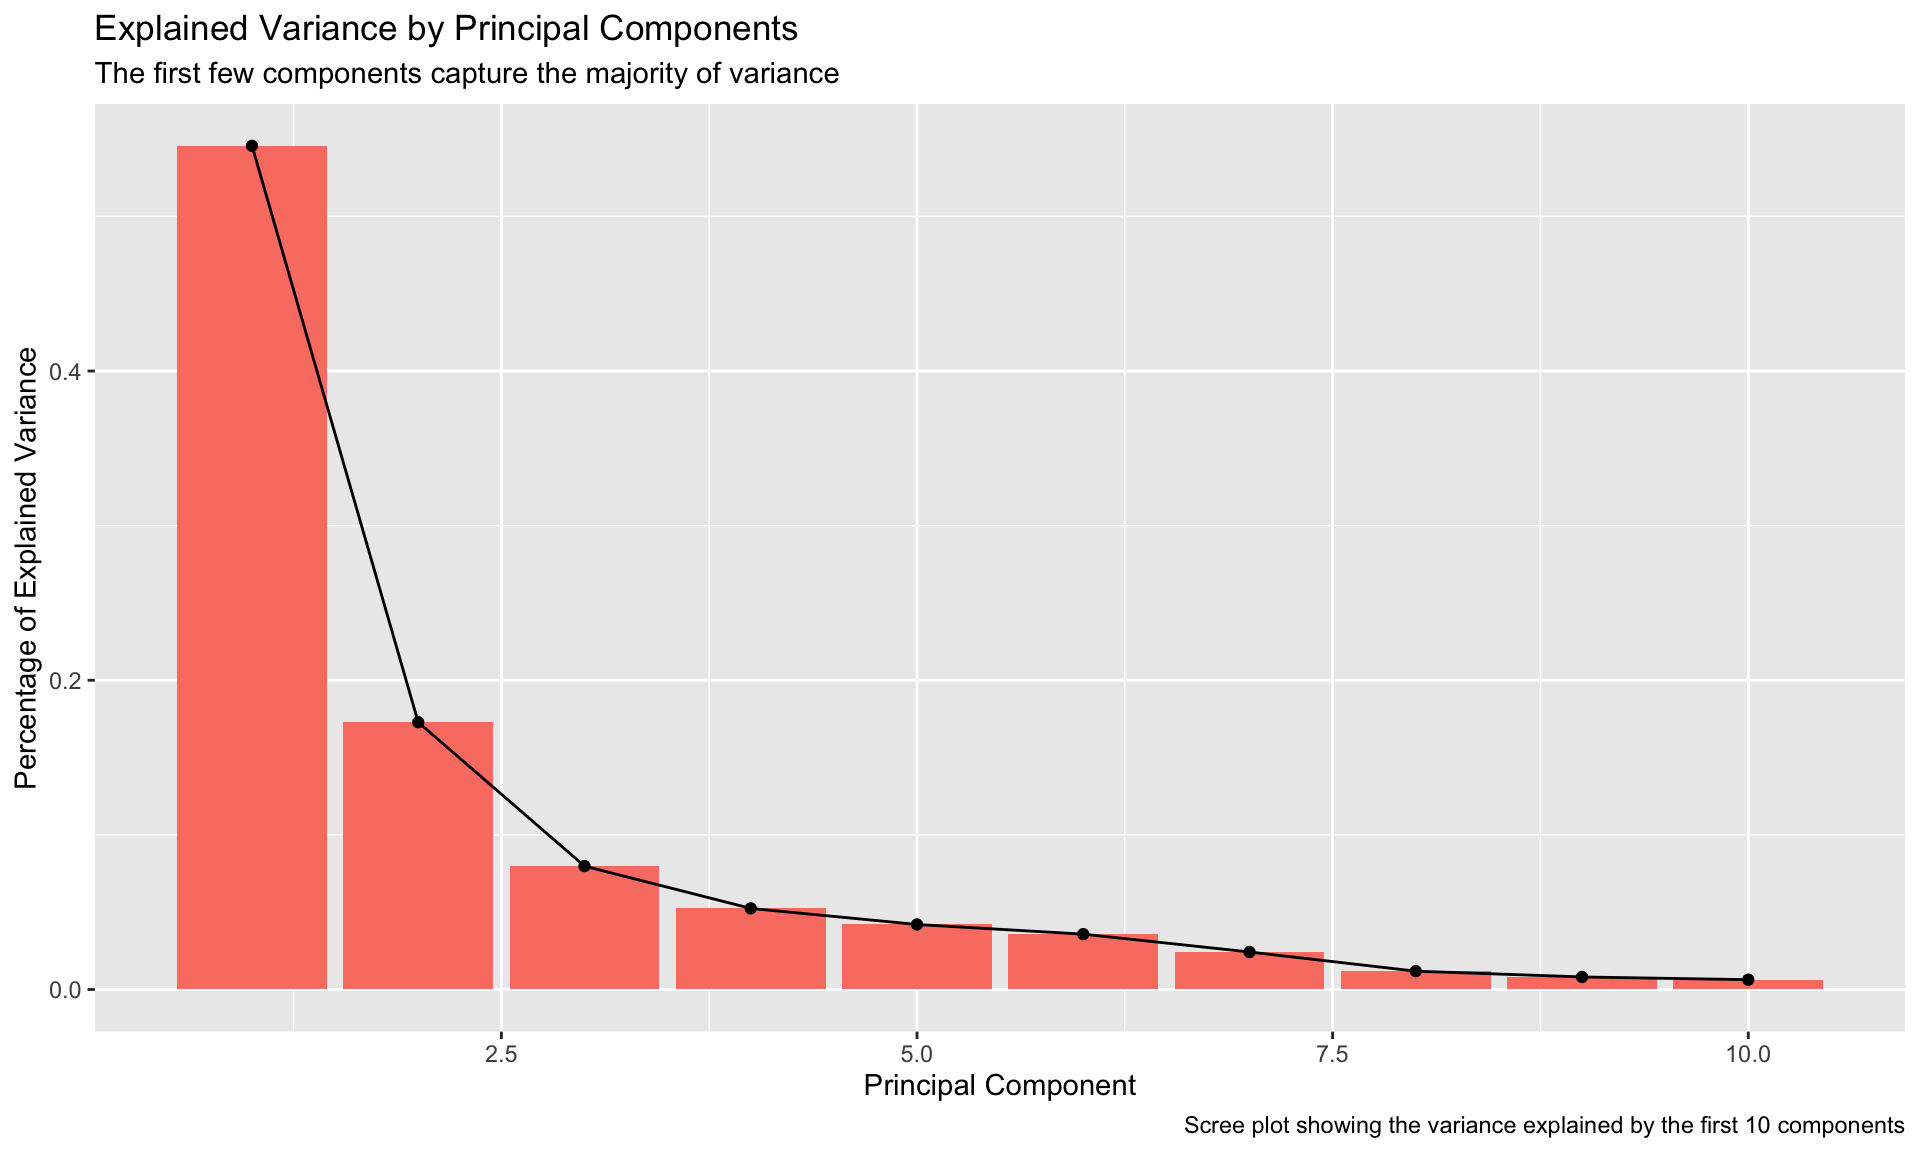 Explained Variance by Principal Components
The first few components capture the majority of variance
Percentage of Explained Variance
0.4
0.2
0.0
2.5 5.0 7.5 10.0
Principal Component
Scree plot showing the variance explained by the first 10 components